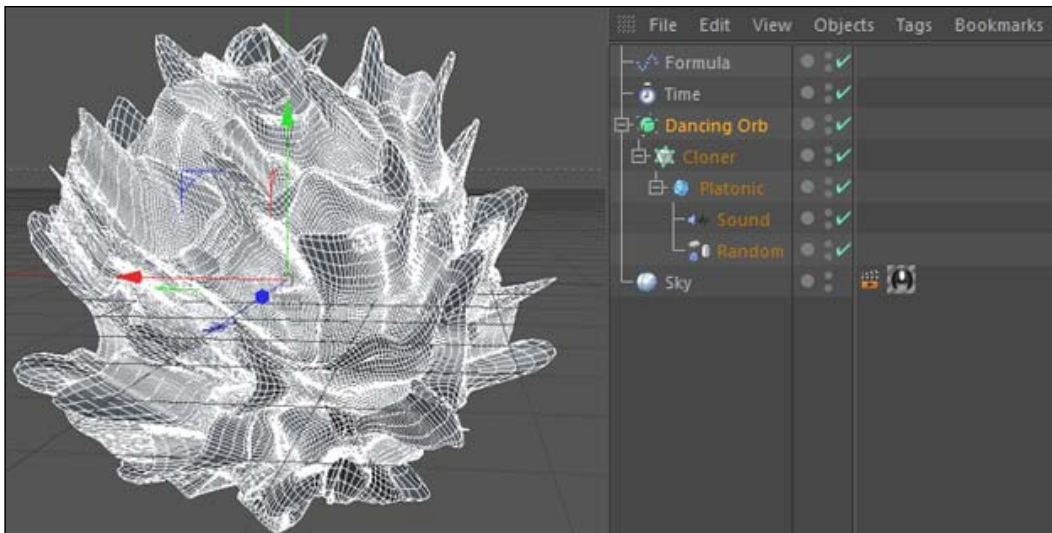 File Edit View Objects Tags Bookmarks
Formula
Time
Dancing Orb
Cloner
Platonic
Sound
Random
Sky